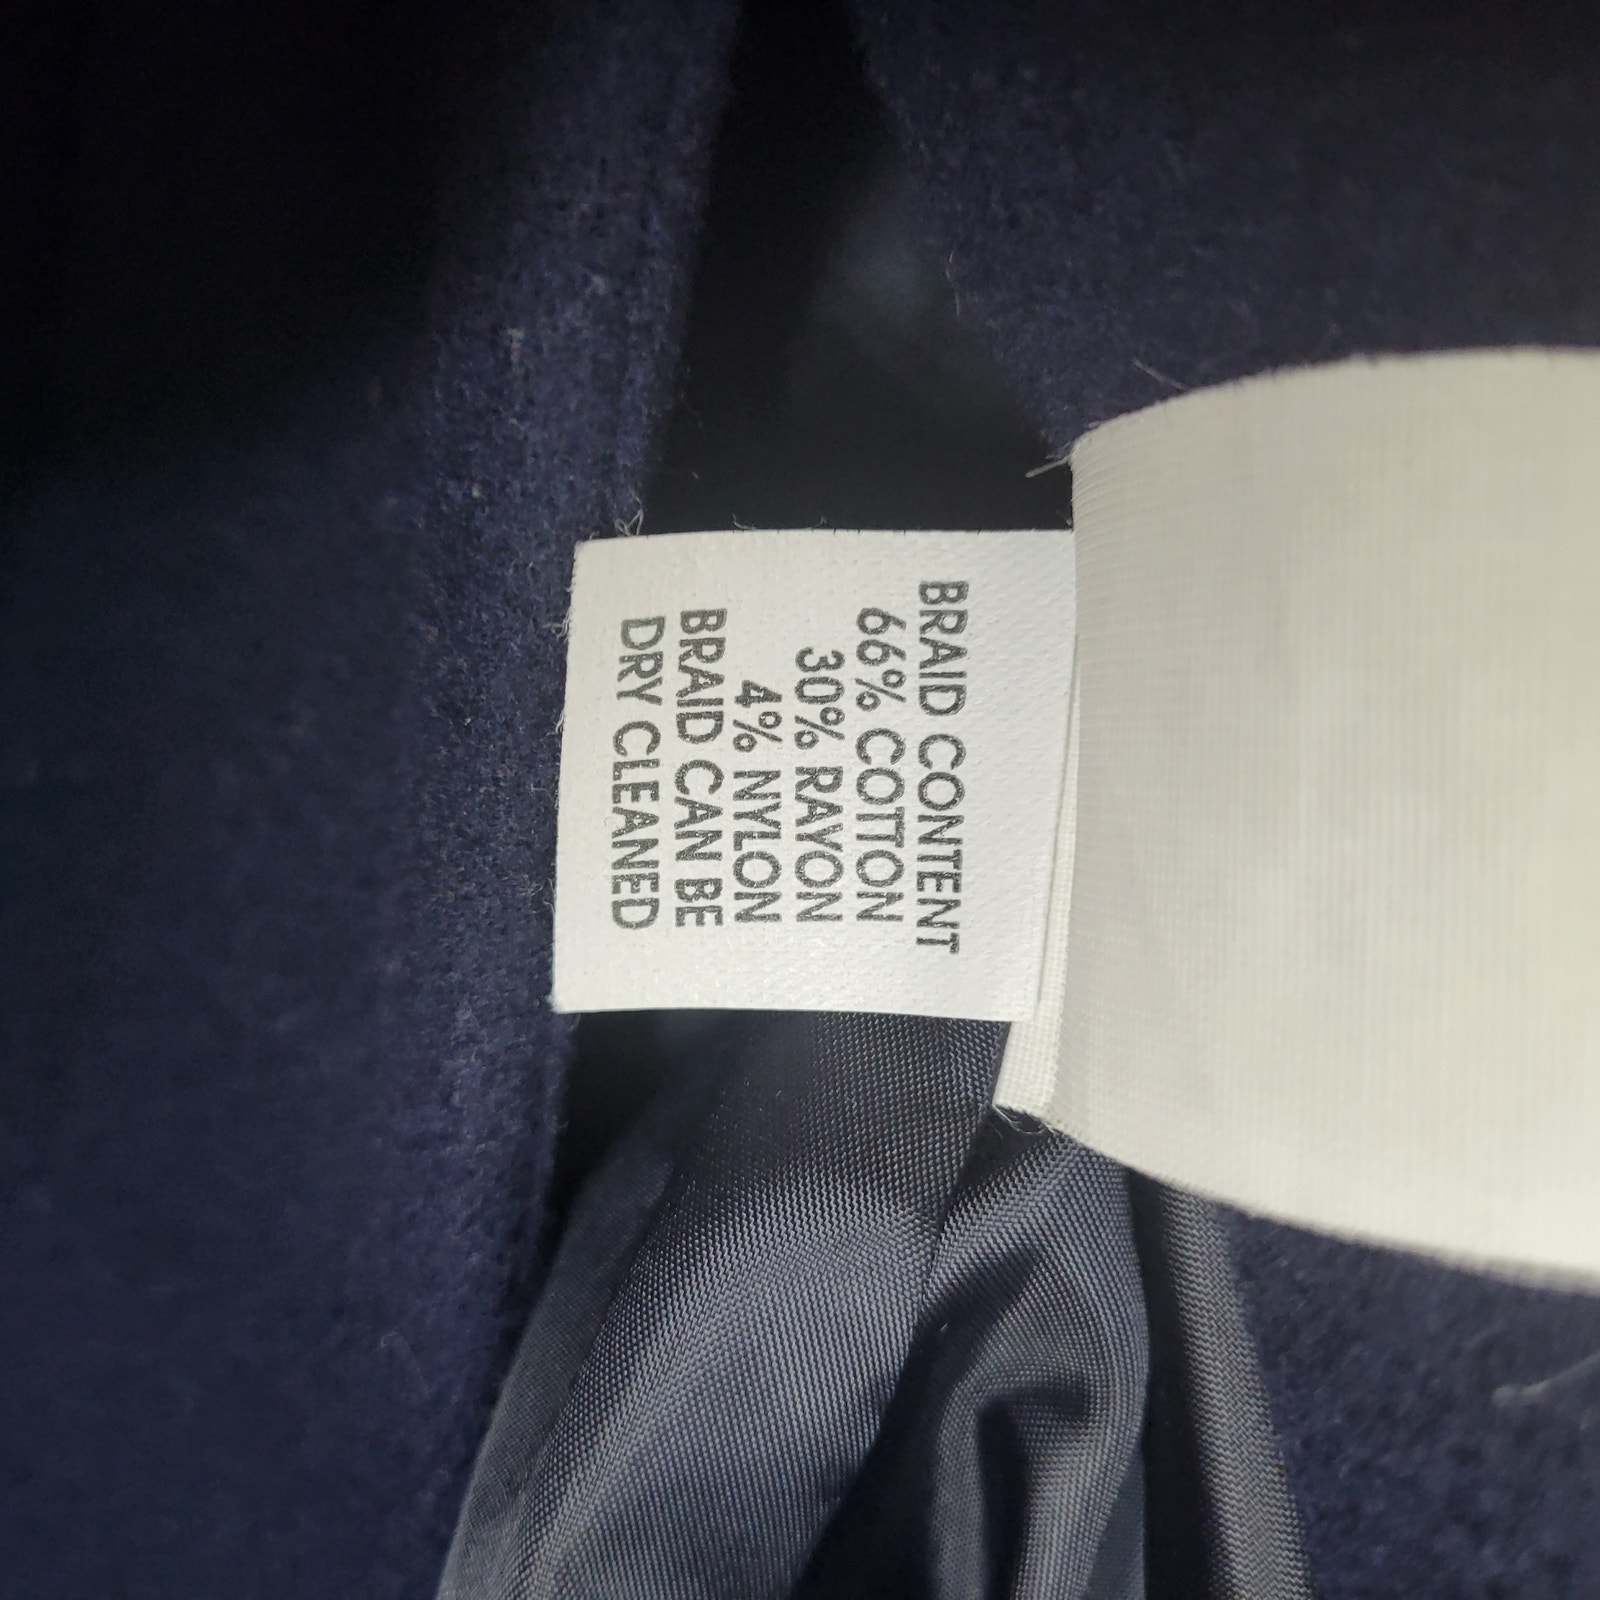 BRAID CONTENT
66% COTTON
30% RAYON
4% NYLON
BRAID CAN BE
DRY CLEANED